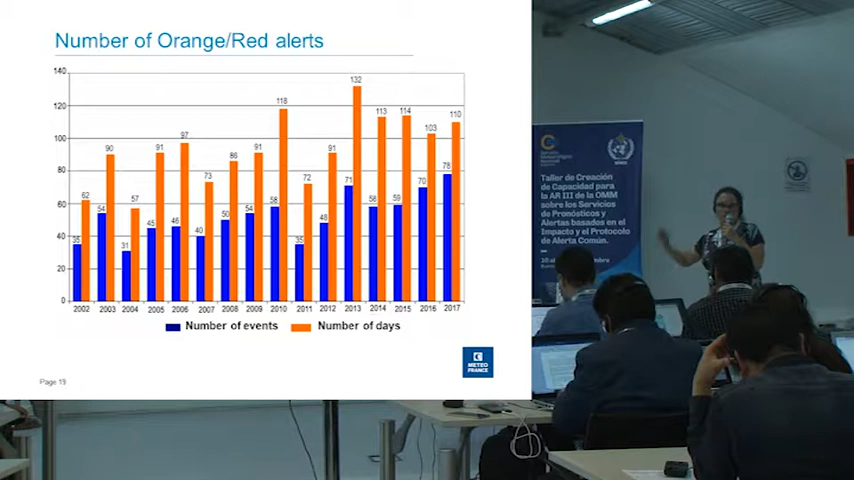 Number of Orange/Red alerts
140
120
100
80
60
40
20
0
35 62 54 90 31 57 45 91 46 97 40 73 50 86 54 91 58 118 35 72 48 91 71 132 58 113 59 114 70 103 78 110
2002 2003 2004 2005 2006 2007 2008 2009 2010 2011 2012 2013 2014 2015 2016 2017
Number of events Number of days
METEO
FRANCE
Page 19
Taller de Creación
de Capacidad para
la AR III de la OMM
sobre los Servicios
de Pronósticos y
Alertas basados en el
Impacto y el Protocolo
de Alerta Común.